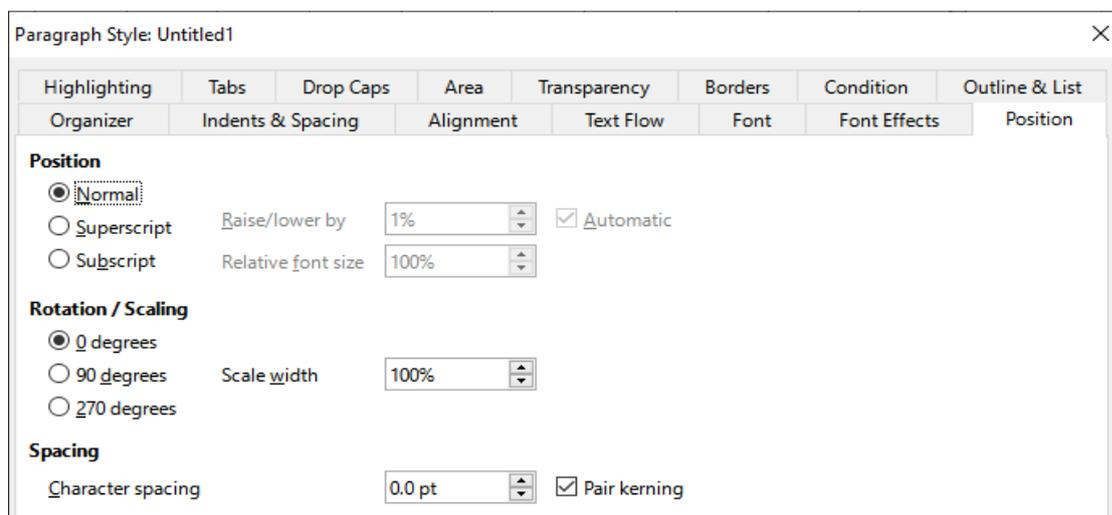 Paragraph Style: Untitled1
Highlighting Tabs Drop Caps Area Transparency Borders Condition Outline & List
Organizer Indents & Spacing Alignment Text Flow Font Font Effects Position
Position
Normal
Superscript Raise/lower by 1% Automatic
Subscript Relative font size 100%
Rotation / Scaling
0 degrees
90 degrees Scale width 100%
270 degrees
Spacing
Character spacing 0.0 pt Pair kerning